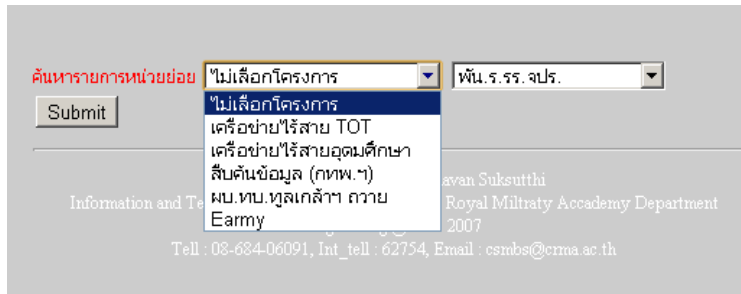 ค้นหารายการหน่วยย่อย ไม่เลือกโครงการ พัน.ร.รร.จปร.
Submit
ไม่เลือกโครงการ
เครือข่ายไร้สาย TOT
เครือข่ายไร้สายอุดมศึกษา
สืบค้นข้อมูล (กทพ.ฯ)
ผบ.ทบ.ทูลเกล้าฯ ถวาย
Earmy
avan Suksutthi
Information and Te Royal Miltraty Accademy Department
2007
Tell : 08-684-06091, Int_tell : 62754, Email : csmbs@crma.ac.th